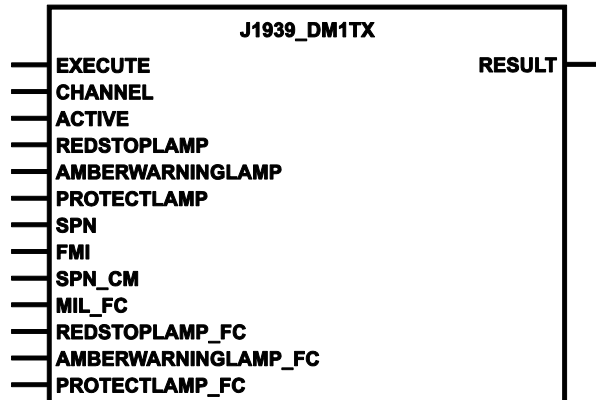 J1939_DM1TX
EXECUTE RESULT
CHANNEL
ACTIVE
REDSTOPLAMP
AMBERWARNINGLAMP
PROTECTLAMP
SPN
FMI
SPN_CM
MIL_FC
REDSTOPLAMP_FC
AMBERWARNINGLAMP_FC
PROTECTLAMP_FC